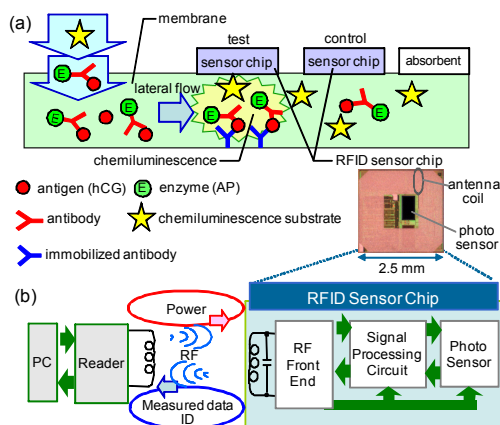 (a)
membrane
test
control
sensor chip
sensor chip
absorbent
E
lateral flow
E
E
E
E
E
chemiluminescence
RFID sensor chip
antigen (hCG)
E
enzyme (AP)
antibody
chemiluminescence substrate
immobilized antibody
antenna
coil
photo
sensor
2.5 mm
(b)
Power
RFID Sensor Chip
PC
Reader
RF
RF
Front
End
Signal
Processing
Circuit
Photo
Sensor
Measured data
ID